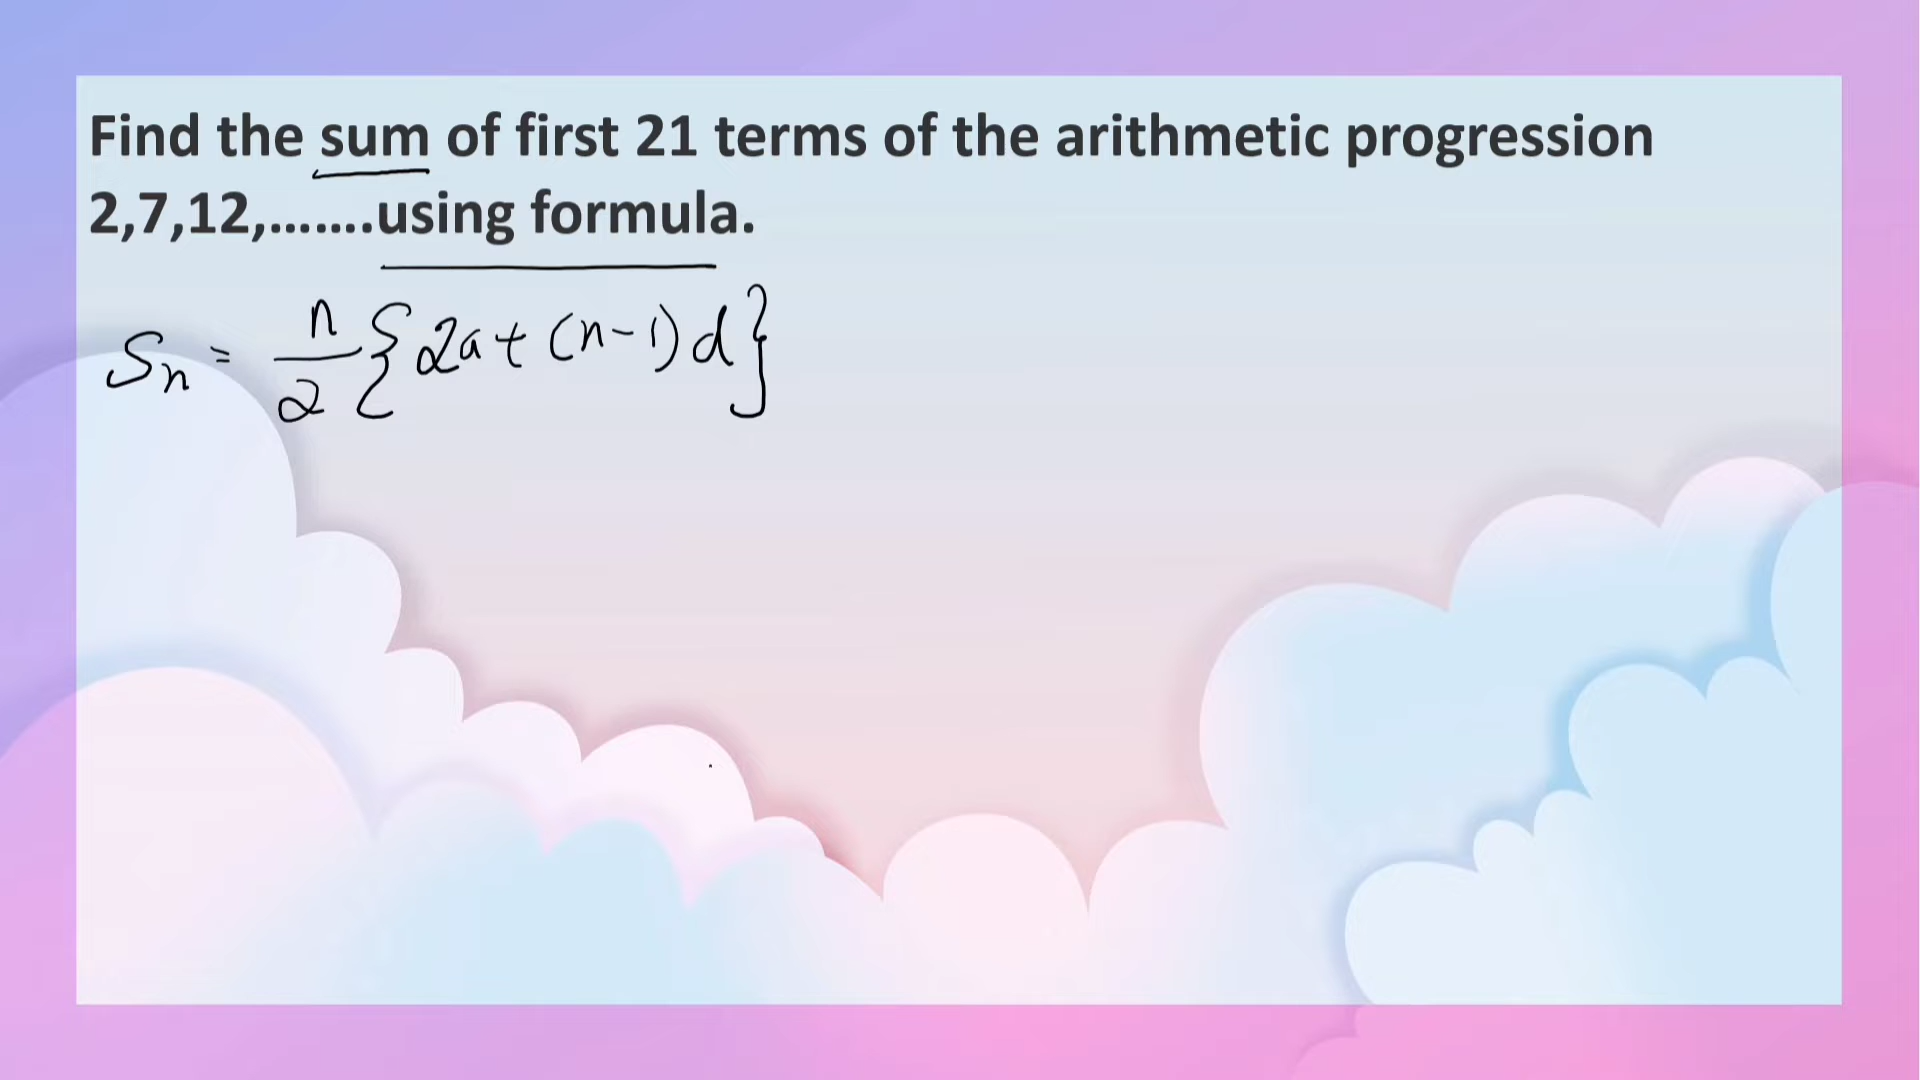 Find the sum of first 21 terms of the arithmetic progression
2,7,12,.......using formula.
Sn = n/2 {2a + (n-1)d}